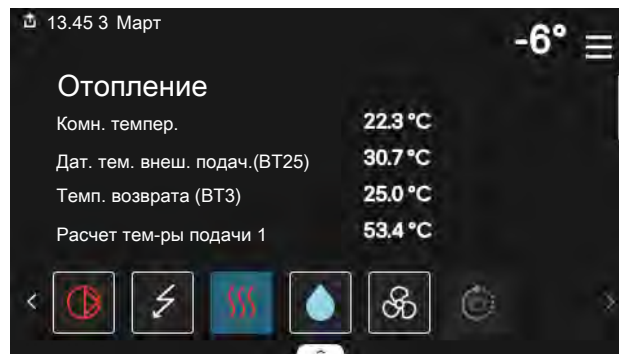 13.45 3 Март
-6°
Отопление
Комн. темпер. 22.3 °C
Дат. тем. внеш. подач.(BT25) 30.7 °C
Темп. возврата (BT3) 25.0 °C
Расчет тем-ры подачи 1 53.4 °C